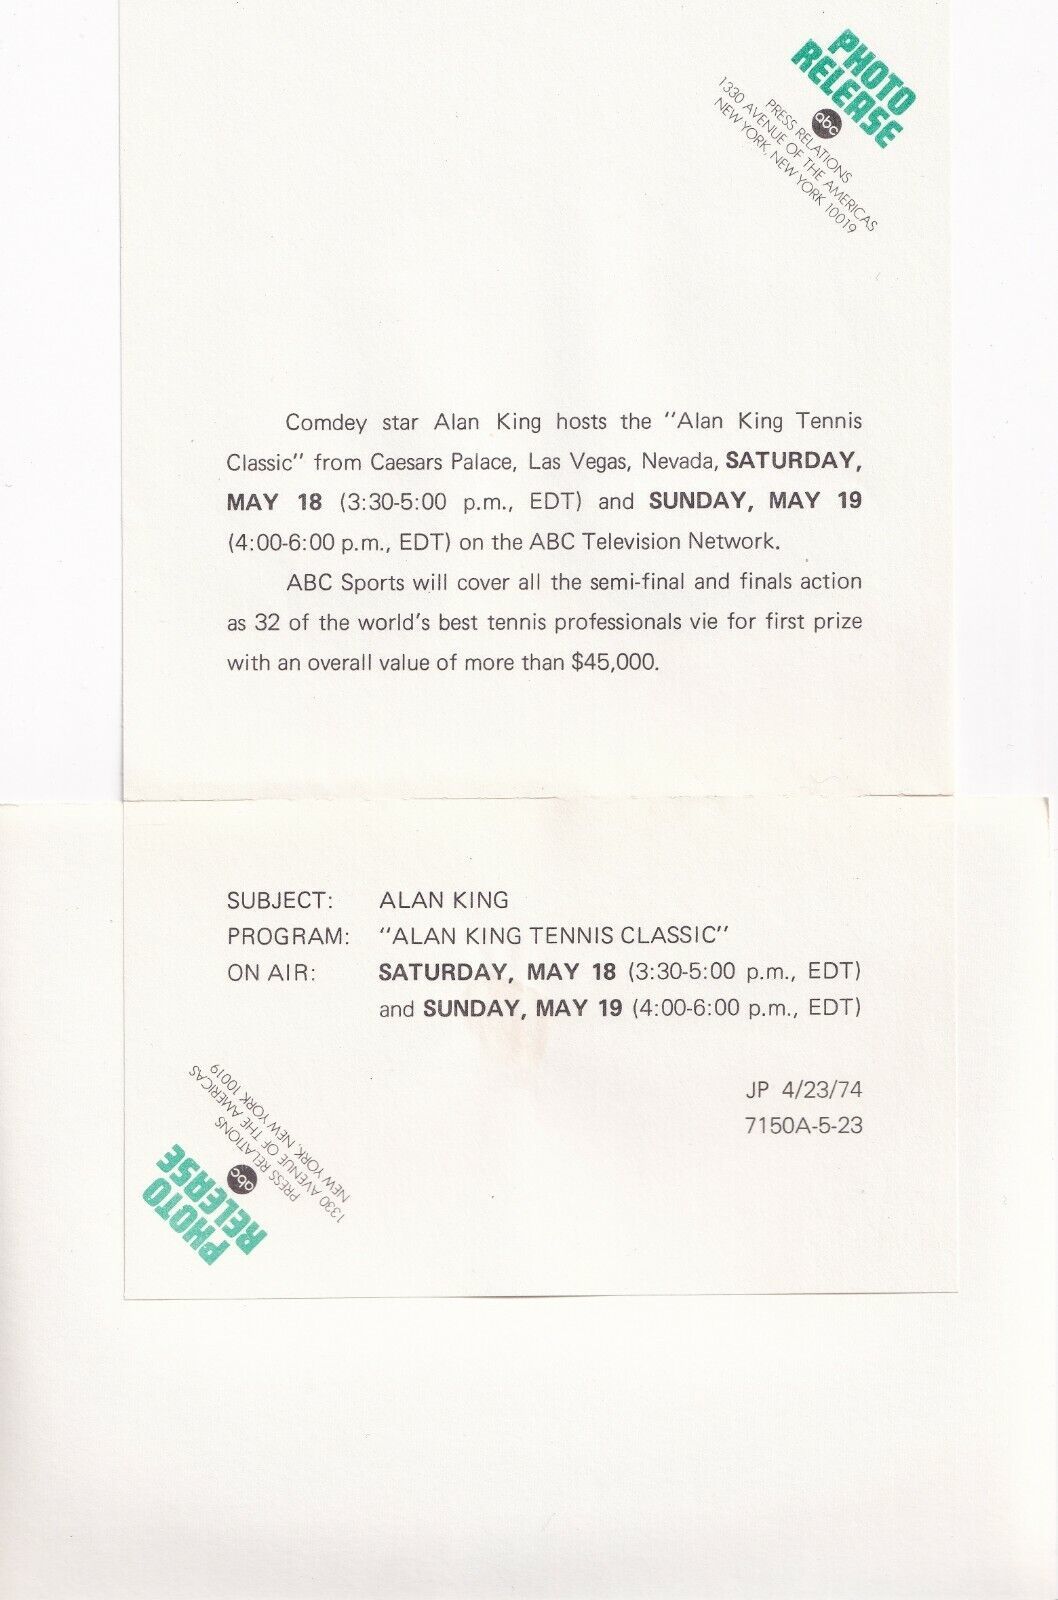 PHOTO
RELEASE
abc
PRESS RELATIONS
1330 AVENUE OF THE AMERICAS
NEW YORK, NEW YORK 10019
Comdey star Alan King hosts the "Alan King Tennis
Classic" from Caesars Palace, Las Vegas, Nevada, SATURDAY,
MAY 18 (3:30-5:00 p.m., EDT) and SUNDAY, MAY 19
(4:00-6:00 p.m., EDT) on the ABC Television Network.
ABC Sports will cover all the semi-final and finals action
as 32 of the world's best tennis professionals vie for first prize
with an overall value of more than $45,000.
SUBJECT: ALAN KING
PROGRAM: "ALAN KING TENNIS CLASSIC"
ON AIR: SATURDAY, MAY 18 (3:30-5:00 p.m., EDT)
and SUNDAY, MAY 19 (4:00-6:00 p.m., EDT)
JP 4/23/74
7150A-5-23
PHOTO
RELEASE
abc
PRESS RELATIONS
1330 AVENUE OF THE AMERICAS
NEW YORK, NEW YORK 10019